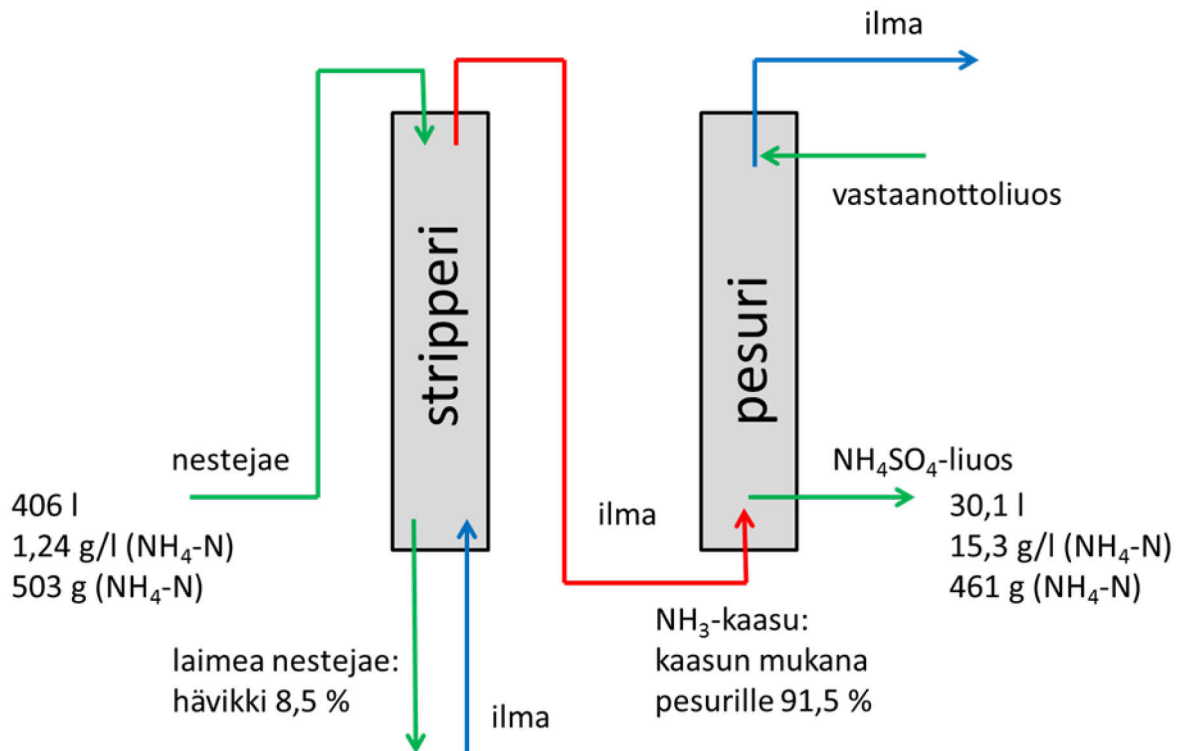 ilma
vastaanottoliuos
stripperi
pesuri
nestejae
406 l
1,24 g/l (NH₄-N)
503 g (NH₄-N)
ilma
NH₄SO₄-liuos
30,1 l
15,3 g/l (NH₄-N)
461 g (NH₄-N)
laimea nestejae:
hävikki 8,5 %
ilma
NH₃-kaasu:
kaasun mukana
pesurille 91,5 %